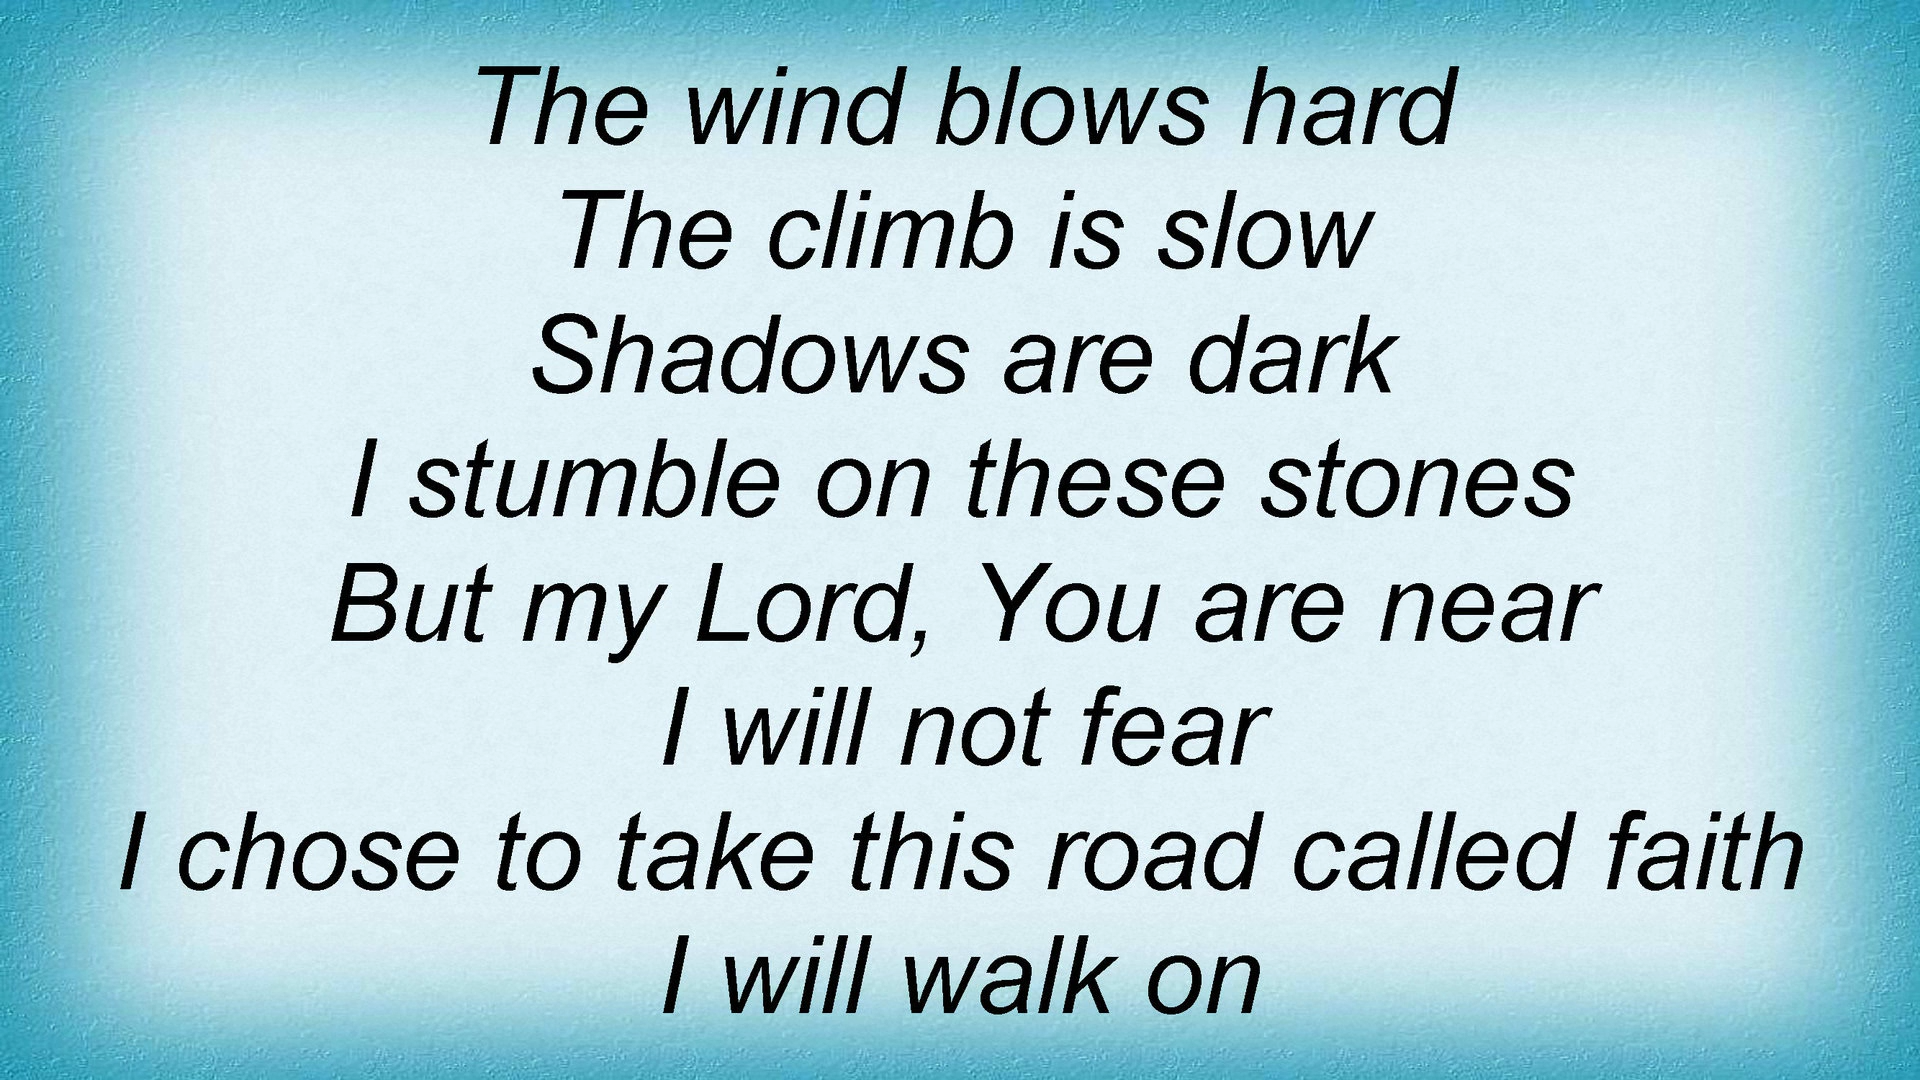 The wind blows hard
The climb is slow
Shadows are dark
I stumble on these stones
But my Lord, You are near
I will not fear
I chose to take this road called faith
I will walk on